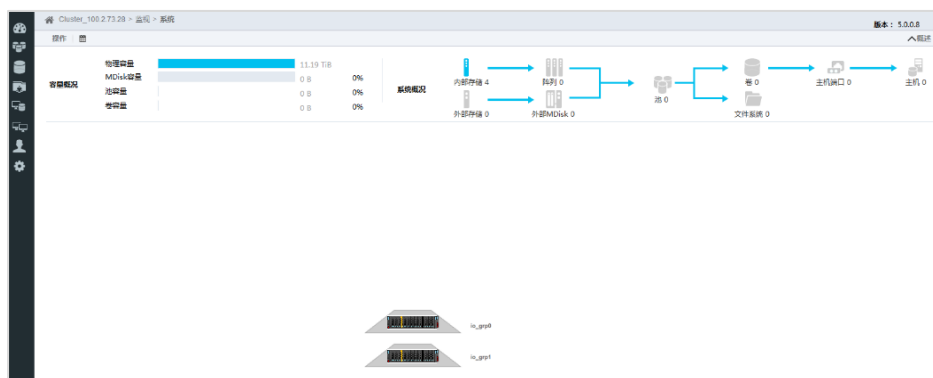 Cluster_100.2.73.28 > 监视 > 系统
版本： 5.0.0.8
操作
概述
容量概况
物理容量 11.19 TiB
MDisk容量 0 B 0%
池容量 0 B 0%
卷容量 0 B 0%
系统概况
内部存储 4
阵列 0
外部存储 0
外部MDisk 0
池 0
卷 0
文件系统 0
主机端口 0
主机 0
io_grp0
io_grp1